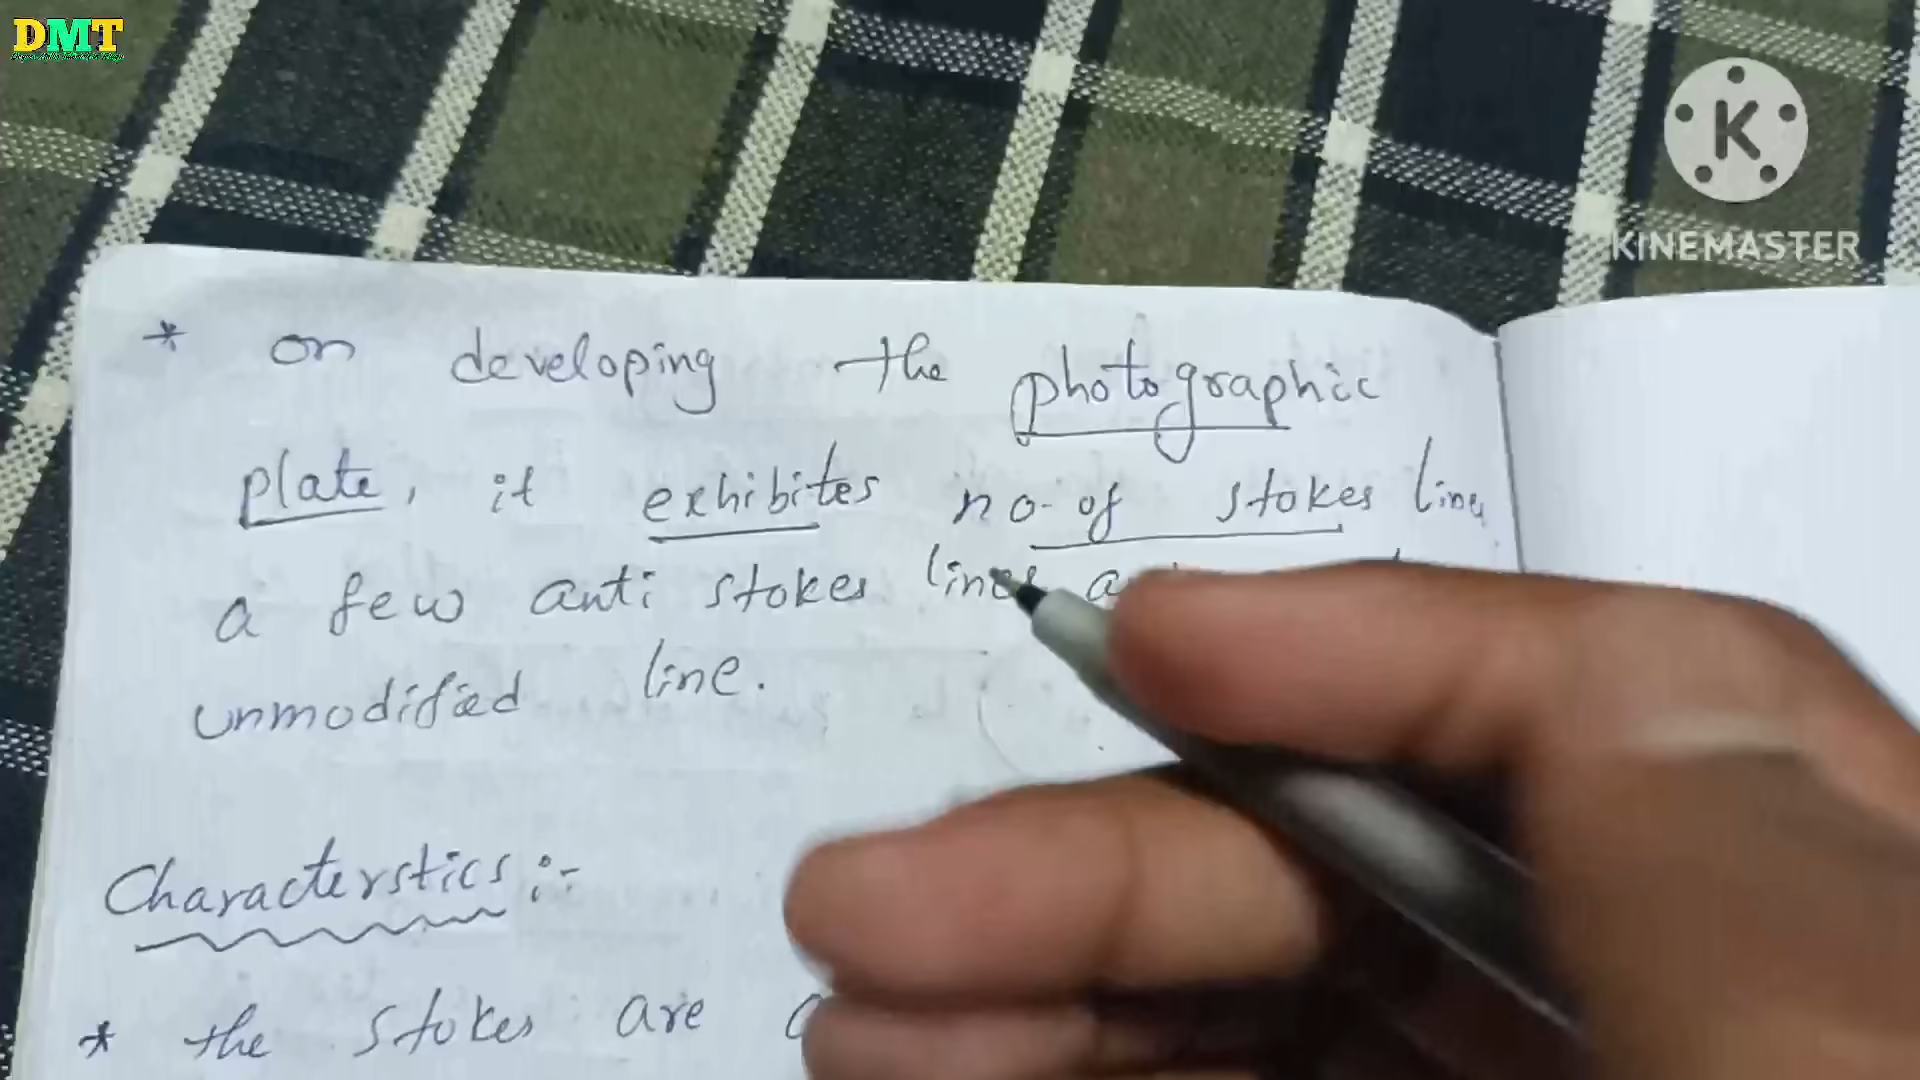 DMT
KINEMASTER
* on developing the photographic
plate, it exhibites no. of stokes line
a few anti stokes lines
unmodified line.
Characterstics :-
* the stokes are